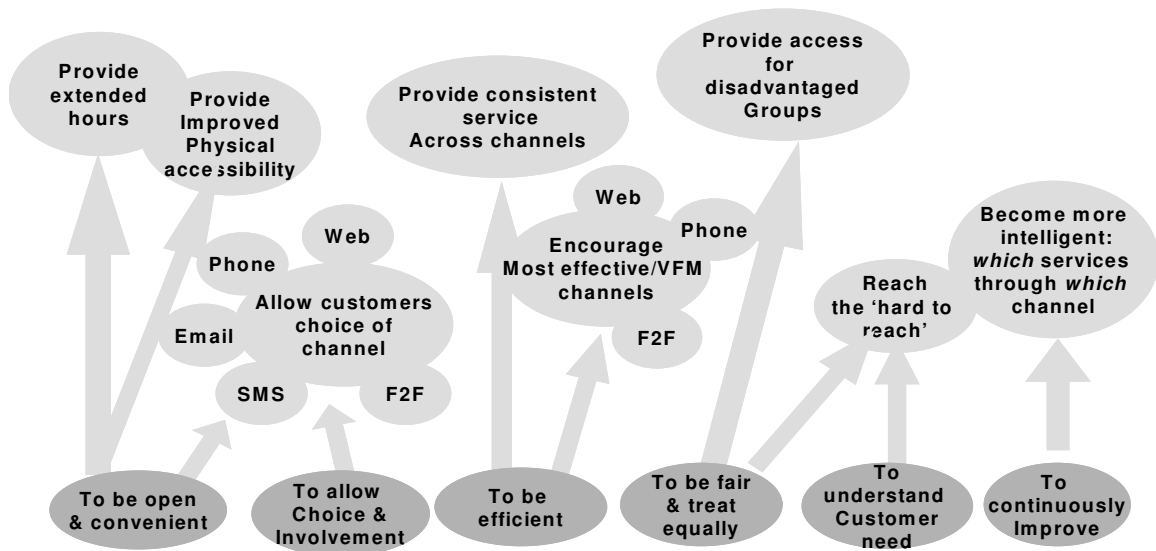 Provide
extended
hours
Provide
Improved
Physical
accessibility
Provide consistent
service
Across channels
Provide access
for
disadvantaged
Groups
Web
Phone
Allow customers
choice of
channel
Email
SMS
F2F
Web
Phone
Encourage
Most effective/VFM
channels
F2F
Reach
the ‘hard to
reach’
Become more
intelligent:
which services
through which
channel
To be open
& convenient
To allow
Choice &
Involvement
To be
efficient
To be fair
& treat
equally
To
understand
Customer
need
To
continuously
Improve